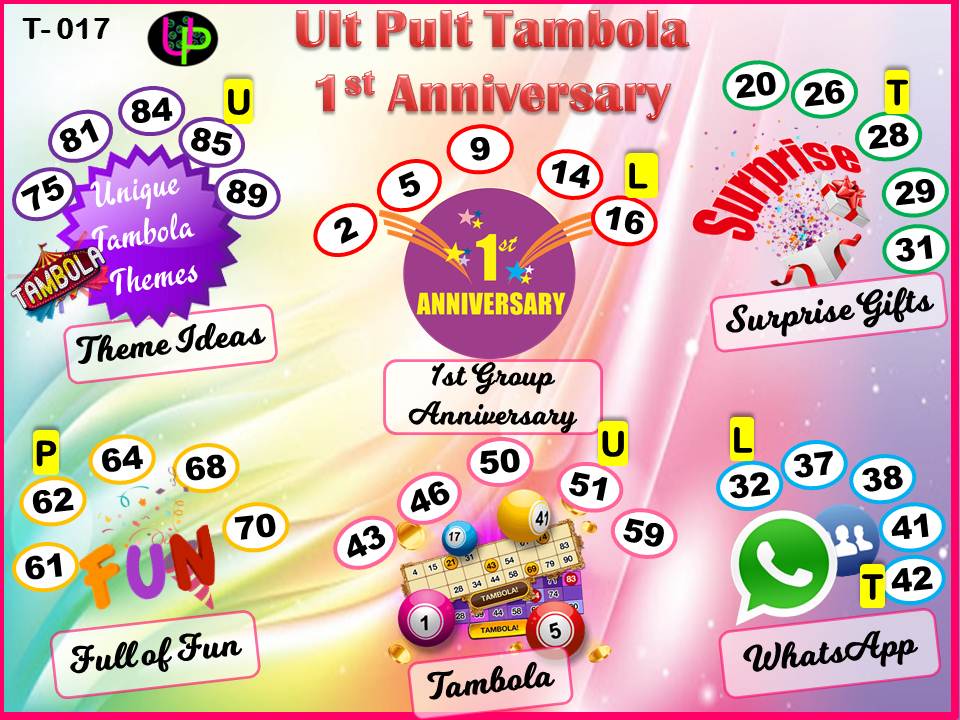 T- 017
UP
Ult Pult Tambola
1st Anniversary
75
81
84
U
85
89
Unique
Tambola
Themes
TAMBOLA
Theme Ideas
2
5
9
14
L
16
1st
ANNIVERSARY
1st Group
Anniversary
20
26
T
28
29
31
Surprise
Surprise Gifts
P
61
62
64
68
70
FUN
Full of Fun
43
46
50
U
51
59
17
41
1
5
TAMBOLA!
TAMBOLA!
Tambola
L
32
37
38
41
T
42
WhatsApp